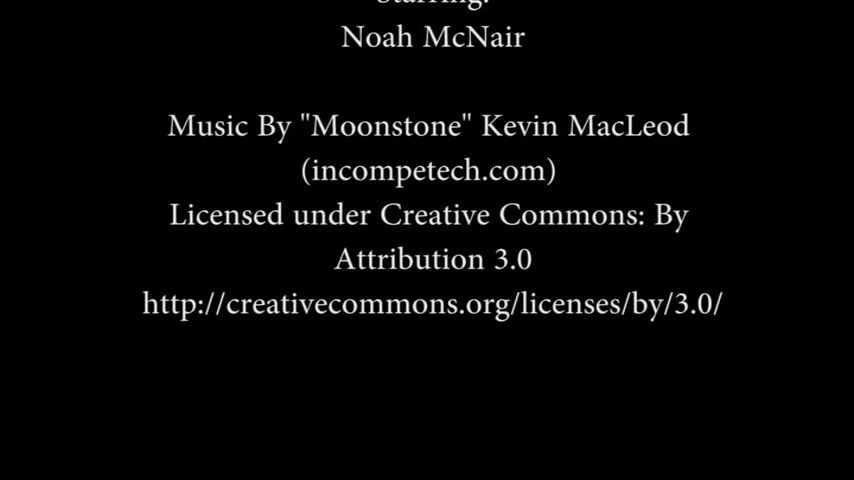 Starring:
Noah McNair
Music By "Moonstone" Kevin MacLeod
(incompetech.com)
Licensed under Creative Commons: By
Attribution 3.0
http://creativecommons.org/licenses/by/3.0/